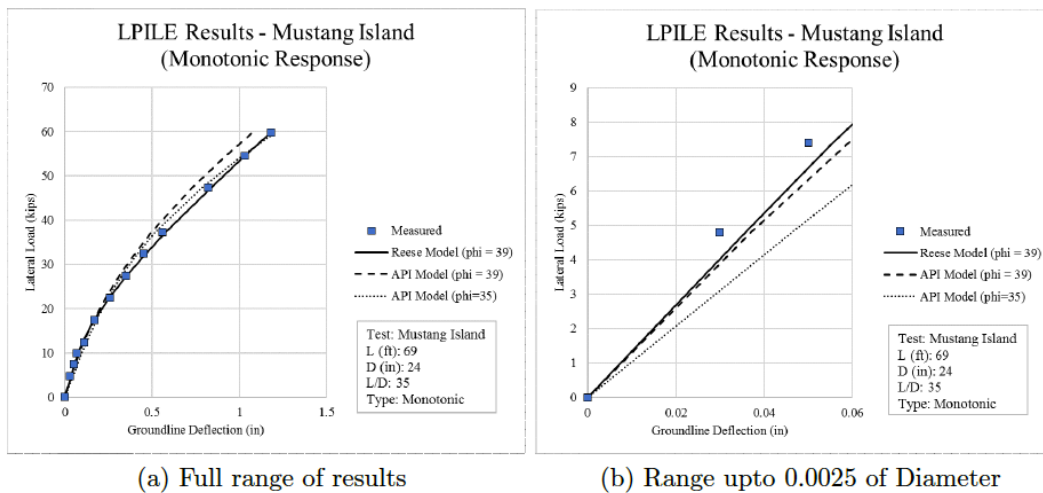 LPILE Results - Mustang Island
(Monotonic Response)
70
60
50
40
30
20
10
0
Lateral Load (kips)
0
0.5
1
1.5
Groundline Deflection (in)
Measured
Reese Model (phi = 39)
API Model (phi = 39)
API Model (phi=35)
Test: Mustang Island
L (ft): 69
D (in): 24
L/D: 35
Type: Monotonic
(a) Full range of results
LPILE Results - Mustang Island
(Monotonic Response)
9
8
7
6
5
4
3
2
1
0
Lateral Load (kips)
0
0.02
0.04
0.06
Groundline Deflection (in)
Measured
Reese Model (phi = 39)
API Model (phi = 39)
API Model (phi=35)
Test: Mustang Island
L (ft): 69
D (in): 24
L/D: 35
Type: Monotonic
(b) Range upto 0.0025 of Diameter